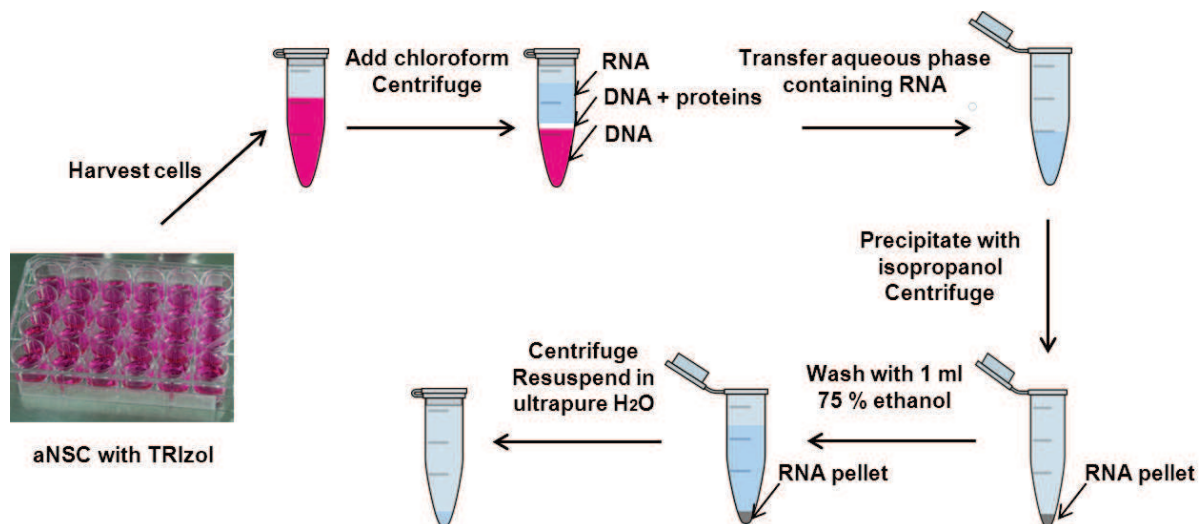 Harvest cells
aNSC with TRIzol
Add chloroform
Centrifuge
RNA
DNA + proteins
DNA
Transfer aqueous phase
containing RNA
Precipitate with
isopropanol
Centrifuge
Wash with 1 ml
75 % ethanol
RNA pellet
RNA pellet
Centrifuge
Resuspend in
ultrapure H₂O